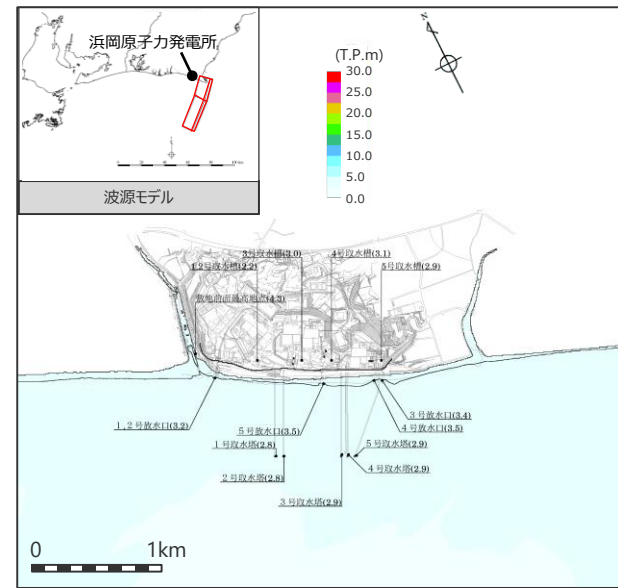 浜岡原子力発電所
波源モデル
(T.P.m)
30.0
25.0
20.0
15.0
10.0
5.0
0.0
N
3号取水槽(3.0)
4号取水槽(3.1)
1,2号取水槽(2.2)
5号取水槽(2.9)
敷地前面最高地点(4.3)
1,2号放水口(3.2)
5号放水口(3.5)
3号放水口(3.4)
4号放水口(3.5)
1号取水塔(2.8)
5号取水塔(2.9)
2号取水塔(2.8)
4号取水塔(2.9)
3号取水塔(2.9)
0 1km